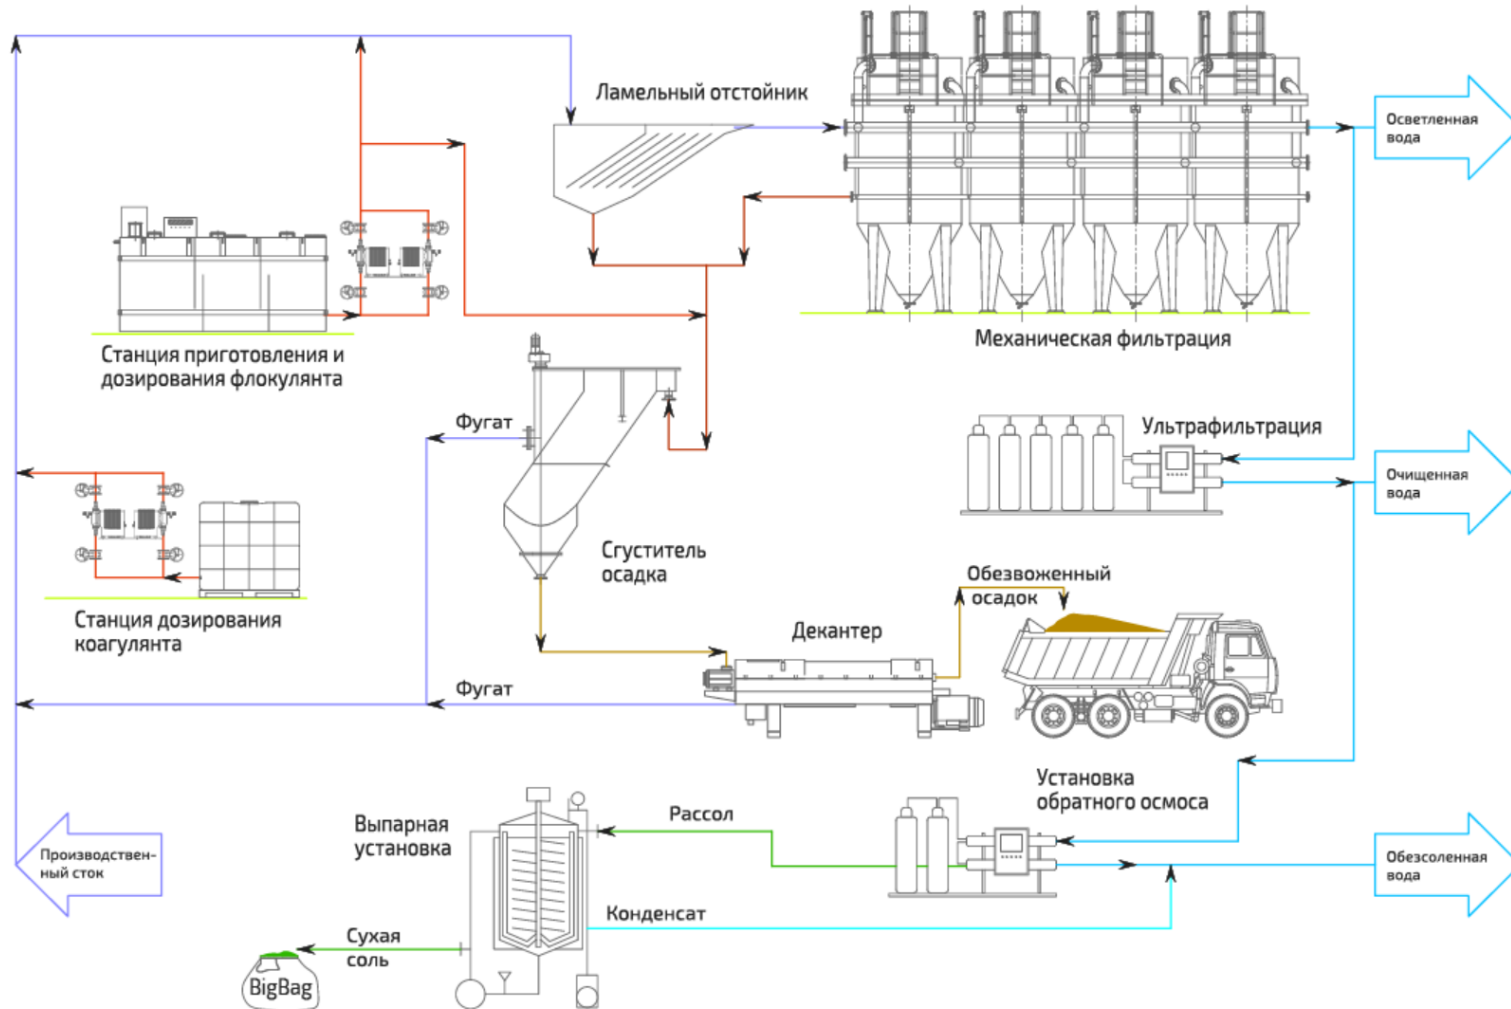 Ламельный отстойник
Осветленная
вода
Механическая фильтрация
Станция приготовления и
дозирования флокулянта
Фугат
Ультрафильтрация
Очищенная
вода
Сгуститель
осадка
Обезвоженный
осадок
Станция дозирования
коагулянта
Декантер
Фугат
Установка
обратного осмоса
Рассол
Выпарная
установка
Производствен-
ный сток
Обезсоленная
вода
Конденсат
Сухая
соль
BigBag